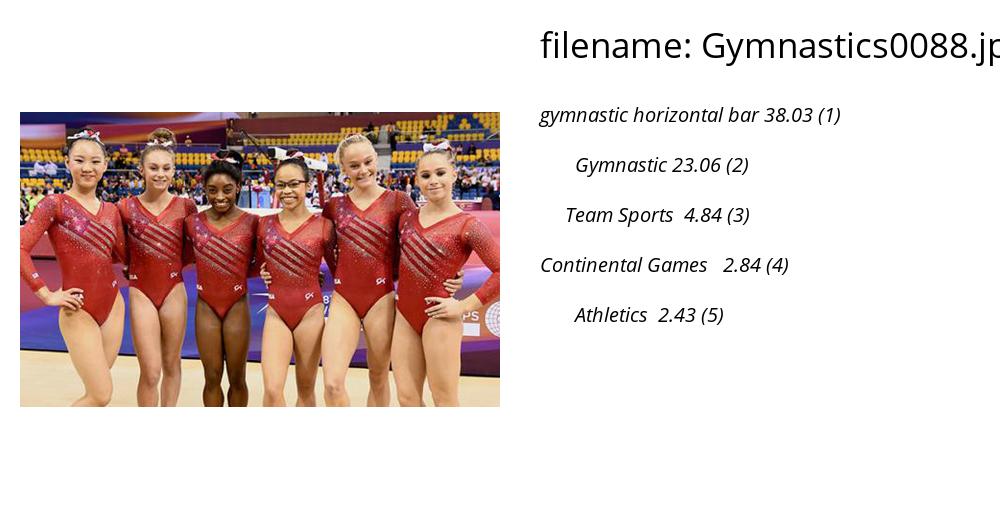 filename: Gymnastics0088.jp
gymnastic horizontal bar 38.03 (1)
Gymnastic 23.06 (2)
Team Sports 4.84 (3)
Continental Games 2.84 (4)
Athletics 2.43 (5)